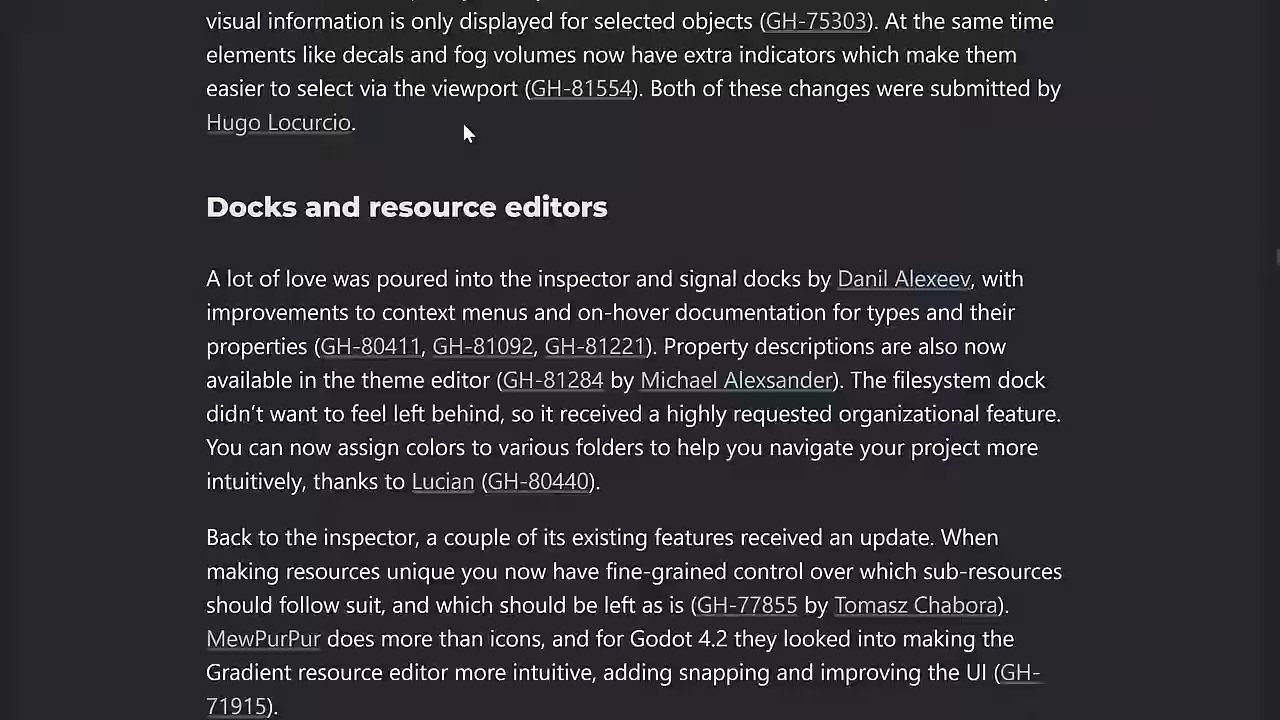 visual information is only displayed for selected objects (GH-75303). At the same time
elements like decals and fog volumes now have extra indicators which make them
easier to select via the viewport (GH-81554). Both of these changes were submitted by
Hugo Locurcio.
Docks and resource editors
A lot of love was poured into the inspector and signal docks by Danil Alexeev, with
improvements to context menus and on-hover documentation for types and their
properties (GH-80411, GH-81092, GH-81221). Property descriptions are also now
available in the theme editor (GH-81284 by Michael Alexsander). The filesystem dock
didn’t want to feel left behind, so it received a highly requested organizational feature.
You can now assign colors to various folders to help you navigate your project more
intuitively, thanks to Lucian (GH-80440).
Back to the inspector, a couple of its existing features received an update. When
making resources unique you now have fine-grained control over which sub-resources
should follow suit, and which should be left as is (GH-77855 by Tomasz Chabora).
MewPurPur does more than icons, and for Godot 4.2 they looked into making the
Gradient resource editor more intuitive, adding snapping and improving the UI (GH-
71915).